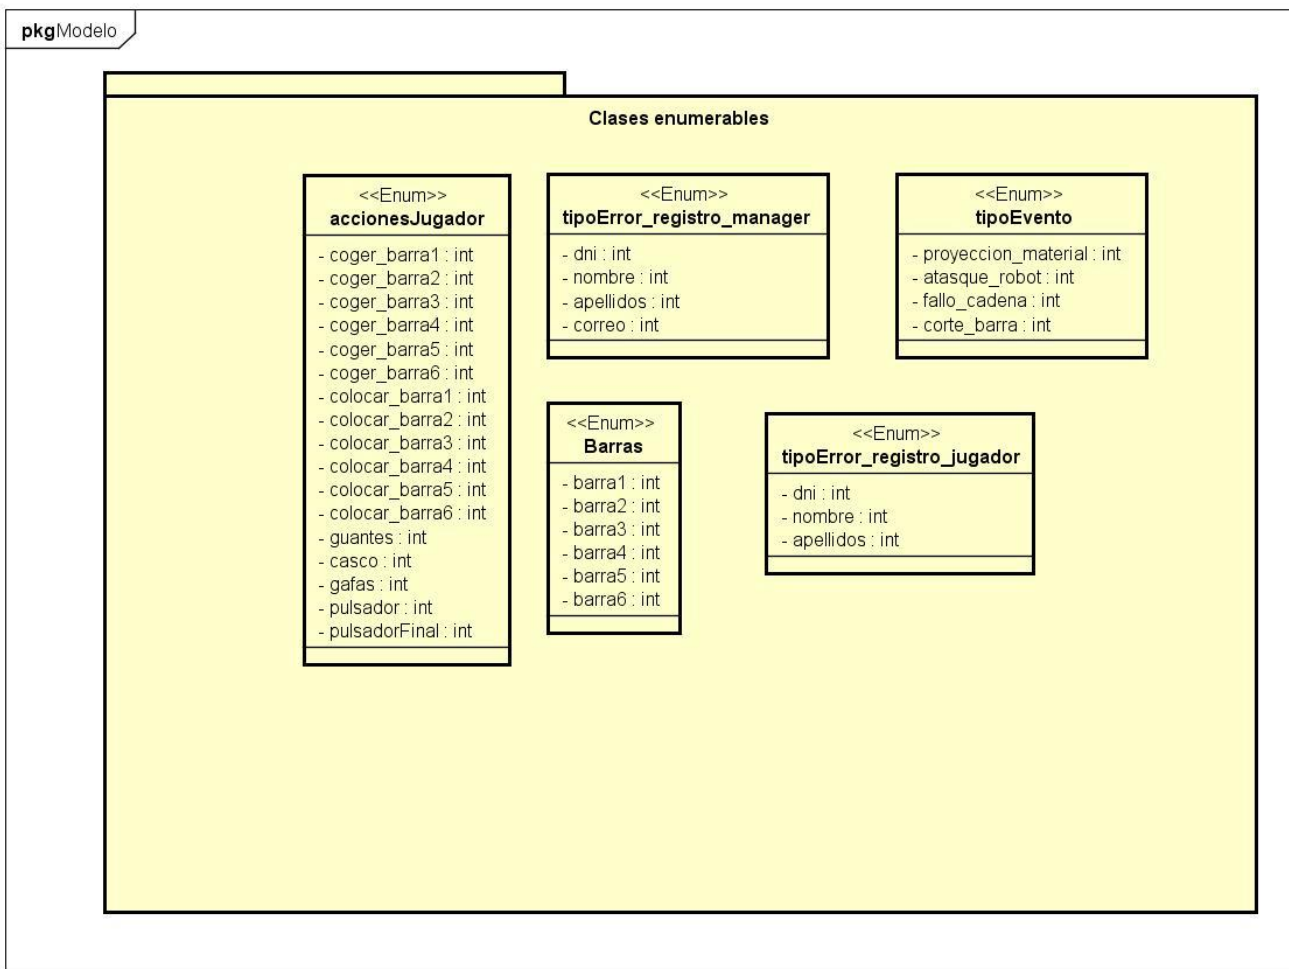 pkgModelo
Clases enumerables
<<Enum>>
accionesJugador
- coger_barra1 : int
- coger_barra2 : int
- coger_barra3 : int
- coger_barra4 : int
- coger_barra5 : int
- coger_barra6 : int
- colocar_barra1 : int
- colocar_barra2 : int
- colocar_barra3 : int
- colocar_barra4 : int
- colocar_barra5 : int
- colocar_barra6 : int
- guantes : int
- casco : int
- gafas : int
- pulsador : int
- pulsadorFinal : int
<<Enum>>
tipoError_registro_manager
- dni : int
- nombre : int
- apellidos : int
- correo : int
<<Enum>>
tipoEvento
- proyeccion_material : int
- atasque_robot : int
- fallo_cadena : int
- corte_barra : int
<<Enum>>
Barras
- barra1 : int
- barra2 : int
- barra3 : int
- barra4 : int
- barra5 : int
- barra6 : int
<<Enum>>
tipoError_registro_jugador
- dni : int
- nombre : int
- apellidos : int